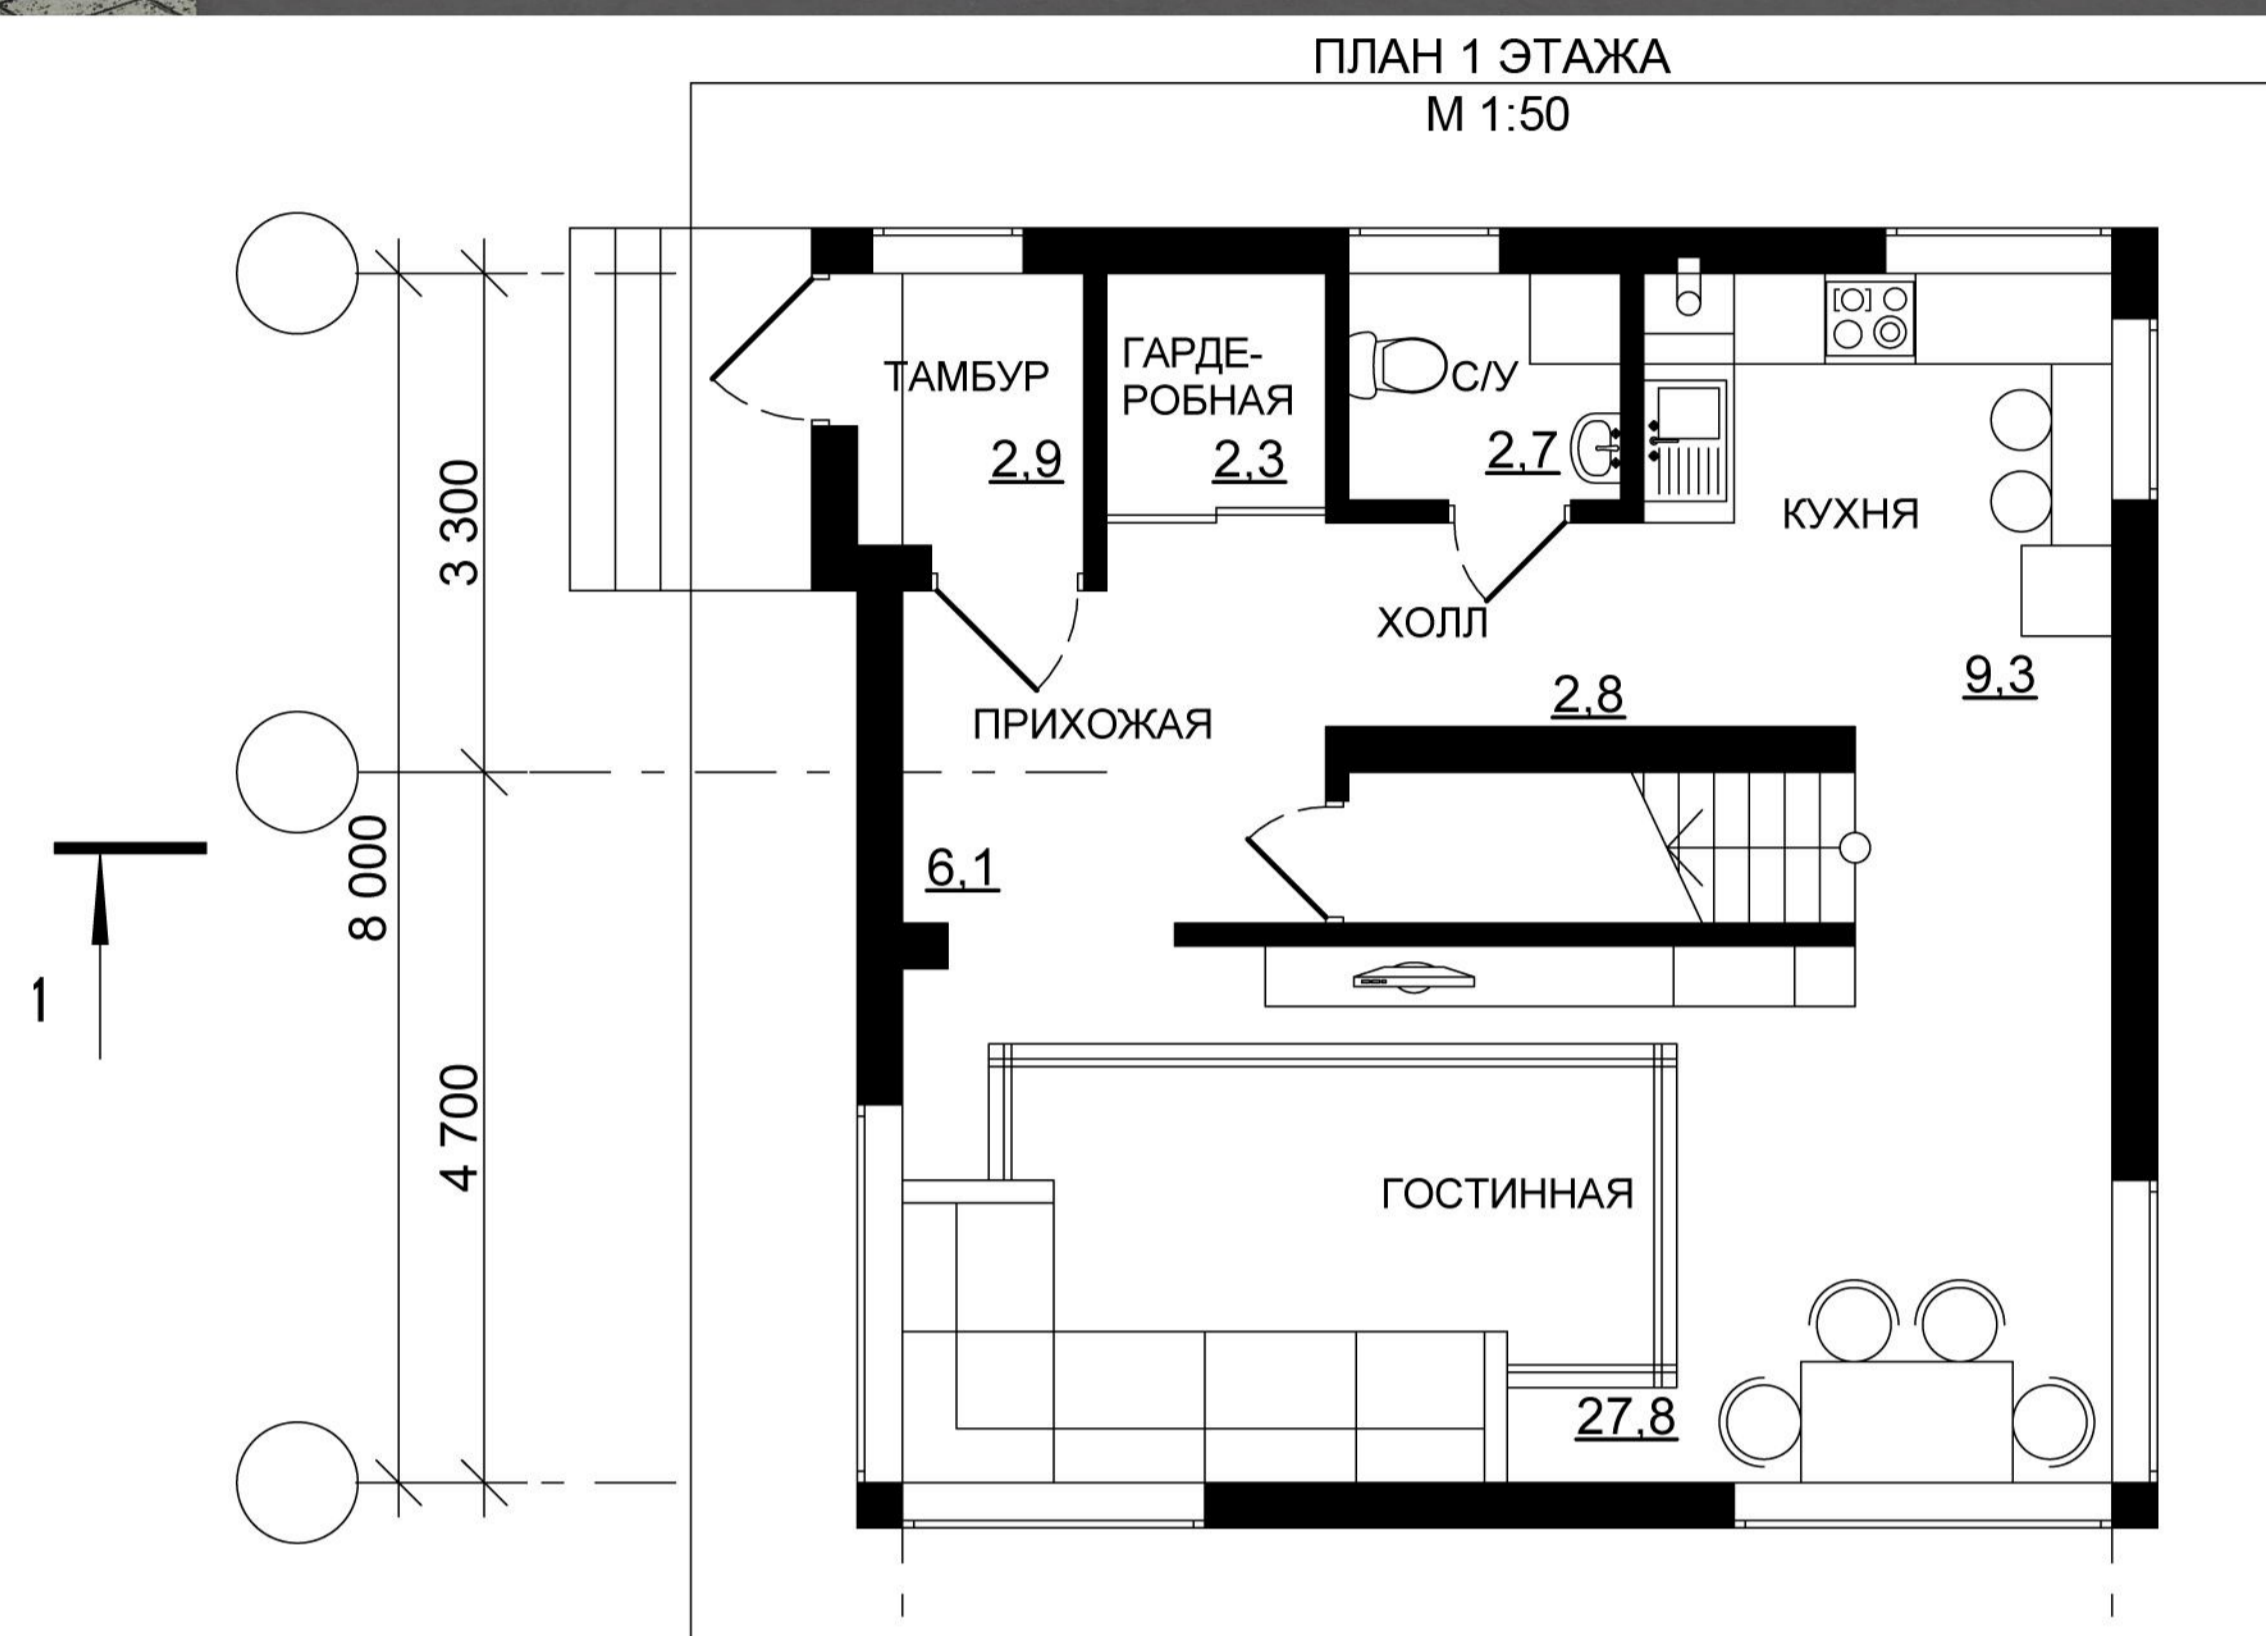 ПЛАН 1 ЭТАЖА
М 1:50
ТАМБУР
2,9
ГАРДЕ-
РОБНАЯ
2,3
С/У
2,7
КУХНЯ
9,3
ХОЛЛ
2,8
ПРИХОЖАЯ
6,1
3 300
8 000
4 700
1
ГОСТИННАЯ
27,8